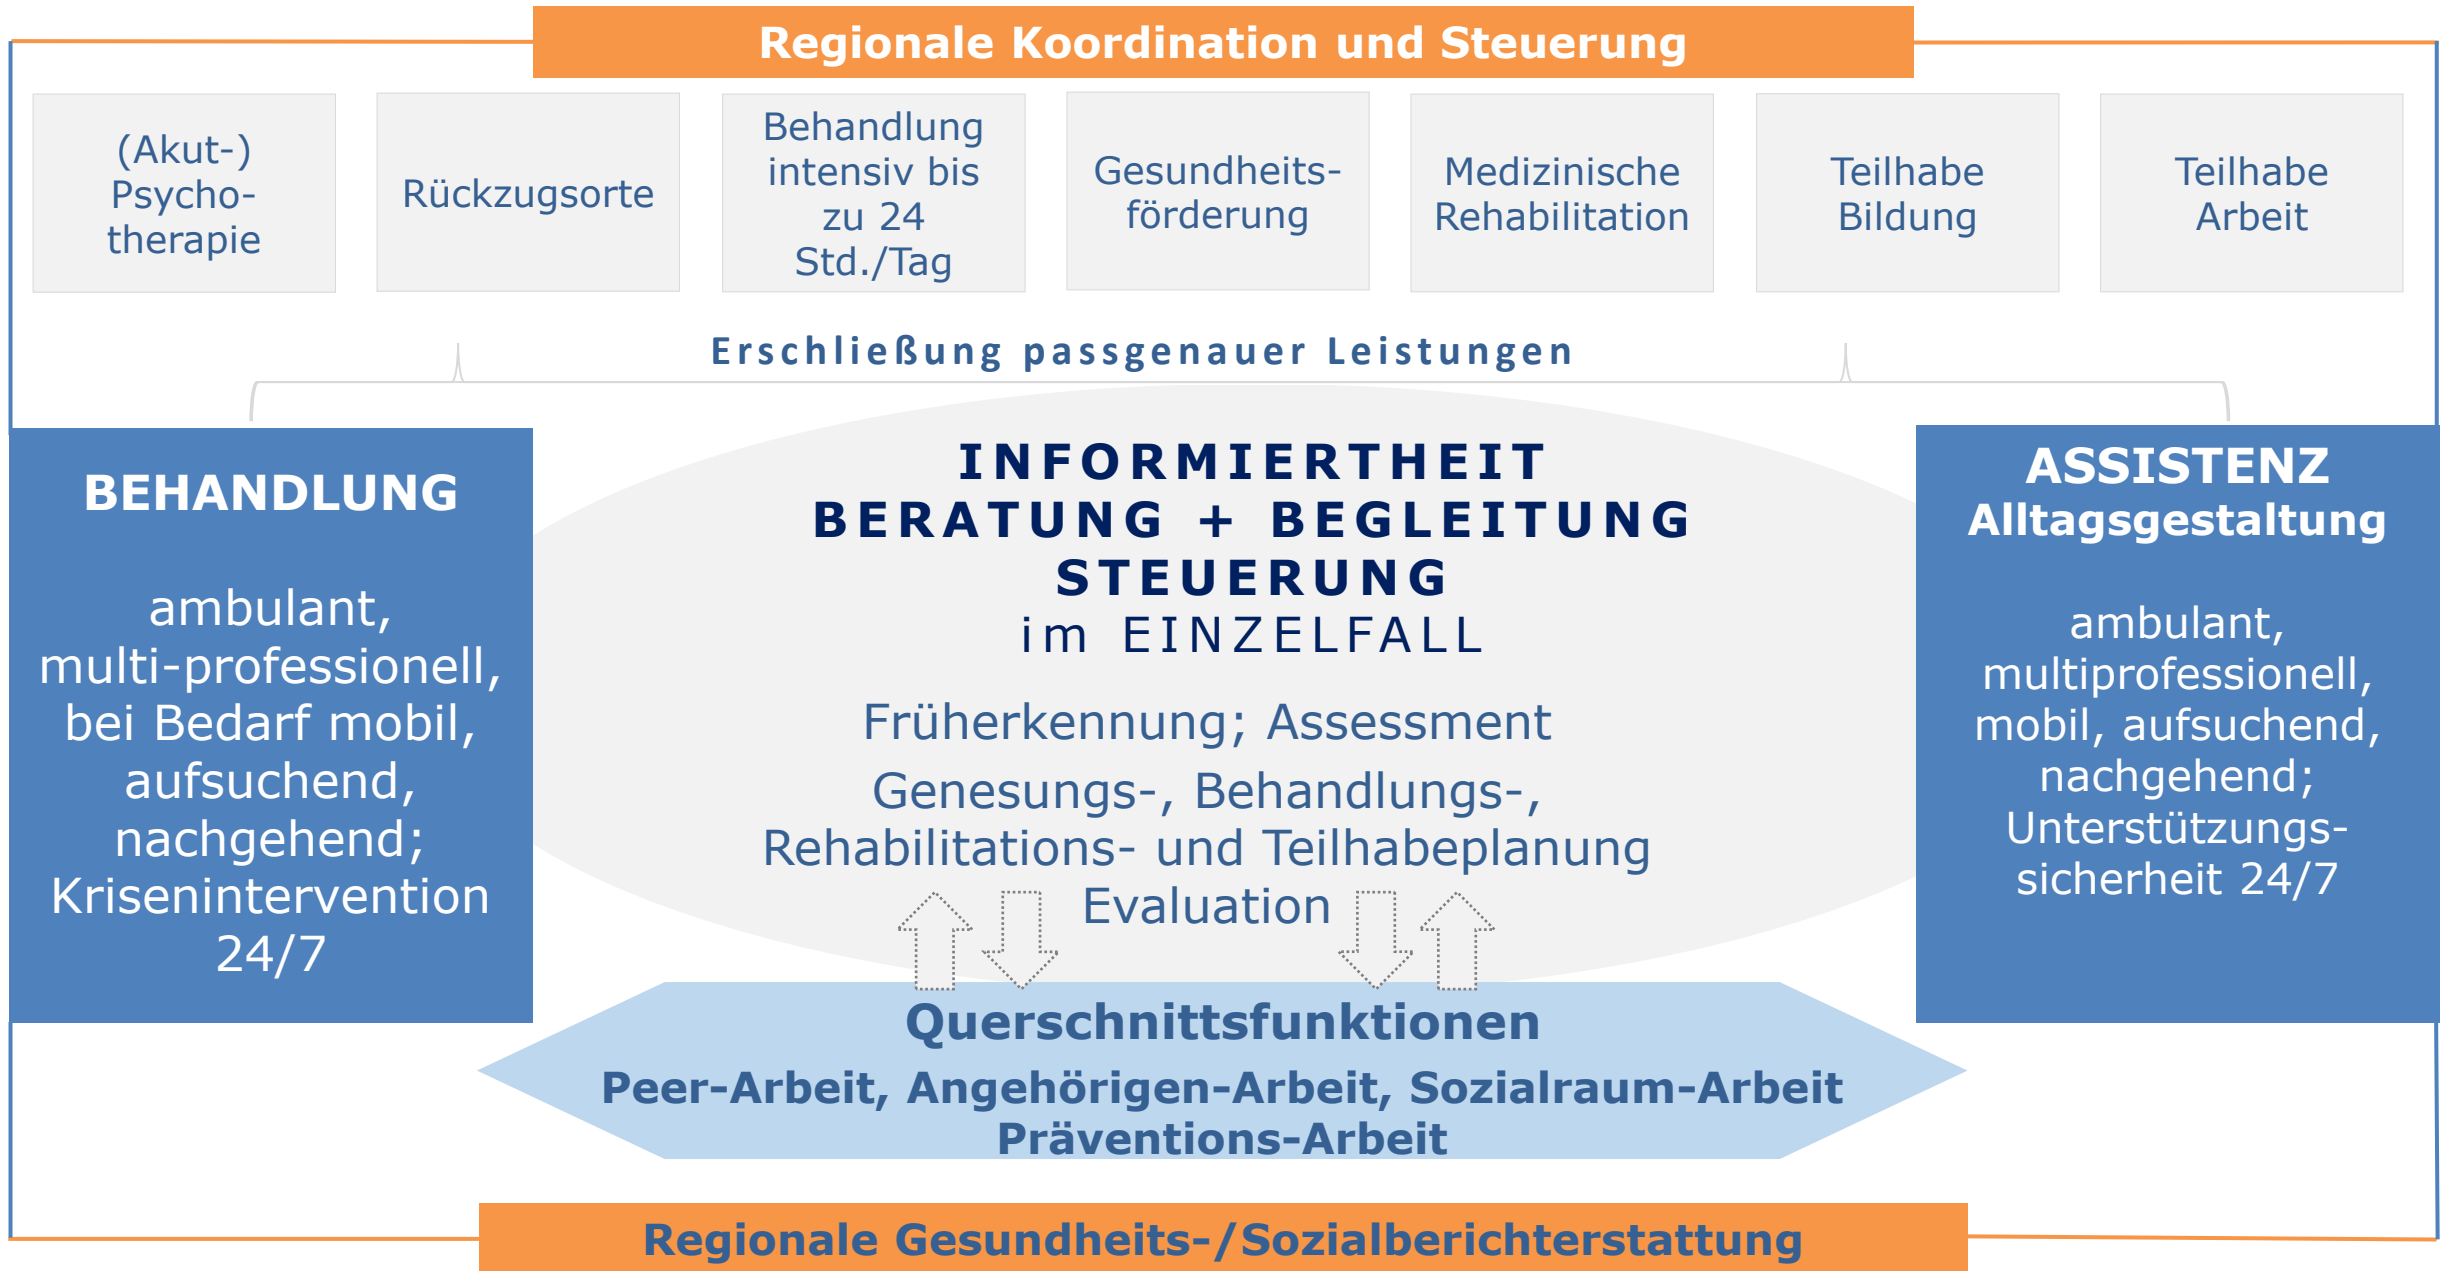 Regionale Koordination und Steuerung
(Akut-)
Psycho-
therapie
Rückzugsorte
Behandlung
intensiv bis
zu 24
Std./Tag
Gesundheits-
förderung
Medizinische
Rehabilitation
Teilhabe
Bildung
Teilhabe
Arbeit
Erschließung passgenauer Leistungen
BEHANDLUNG
ambulant,
multi-professionell,
bei Bedarf mobil,
aufsuchend,
nachgehend;
Krisenintervention
24/7
INFORMIERTHEIT
BERATUNG + BEGLEITUNG
STEUERUNG
im EINZELFALL
Früherkennung; Assessment
Genesungs-, Behandlungs-,
Rehabilitations- und Teilhabeplanung
Evaluation
ASSISTENZ
Alltagsgestaltung
ambulant,
multiprofessionell,
mobil, aufsuchend,
nachgehend;
Unterstützungs-
sicherheit 24/7
Querschnittsfunktionen
Peer-Arbeit, Angehörigen-Arbeit, Sozialraum-Arbeit
Präventions-Arbeit
Regionale Gesundheits-/Sozialberichterstattung